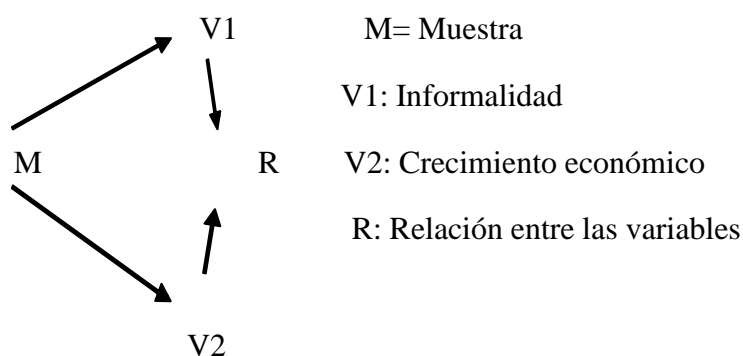 V1 M= Muestra
V1: Informalidad
M R V2: Crecimiento económico
R: Relación entre las variables
V2